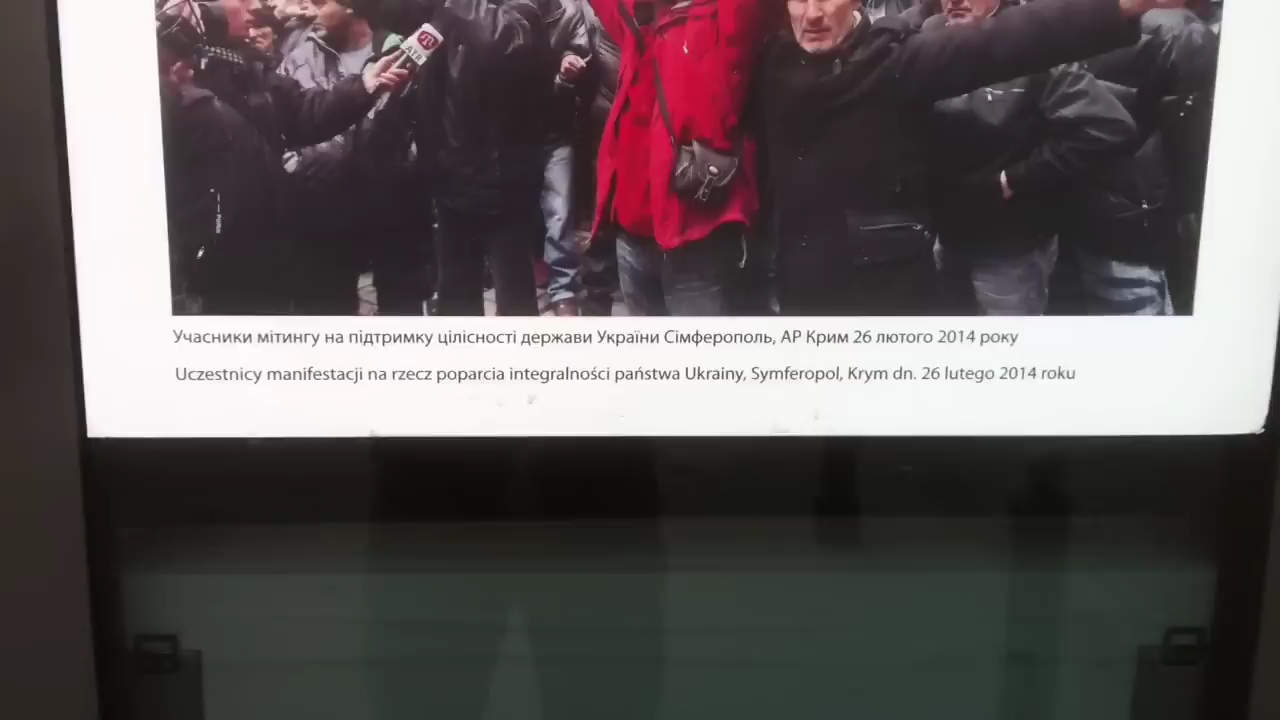 Учасники мітингу на підтримку цілісності держави України Сімферополь, АР Крим 26 лютого 2014 року
Uczestnicy manifestacji na rzecz poparcia integralności państwa Ukrainy, Symferopol, Krym dn. 26 lutego 2014 roku